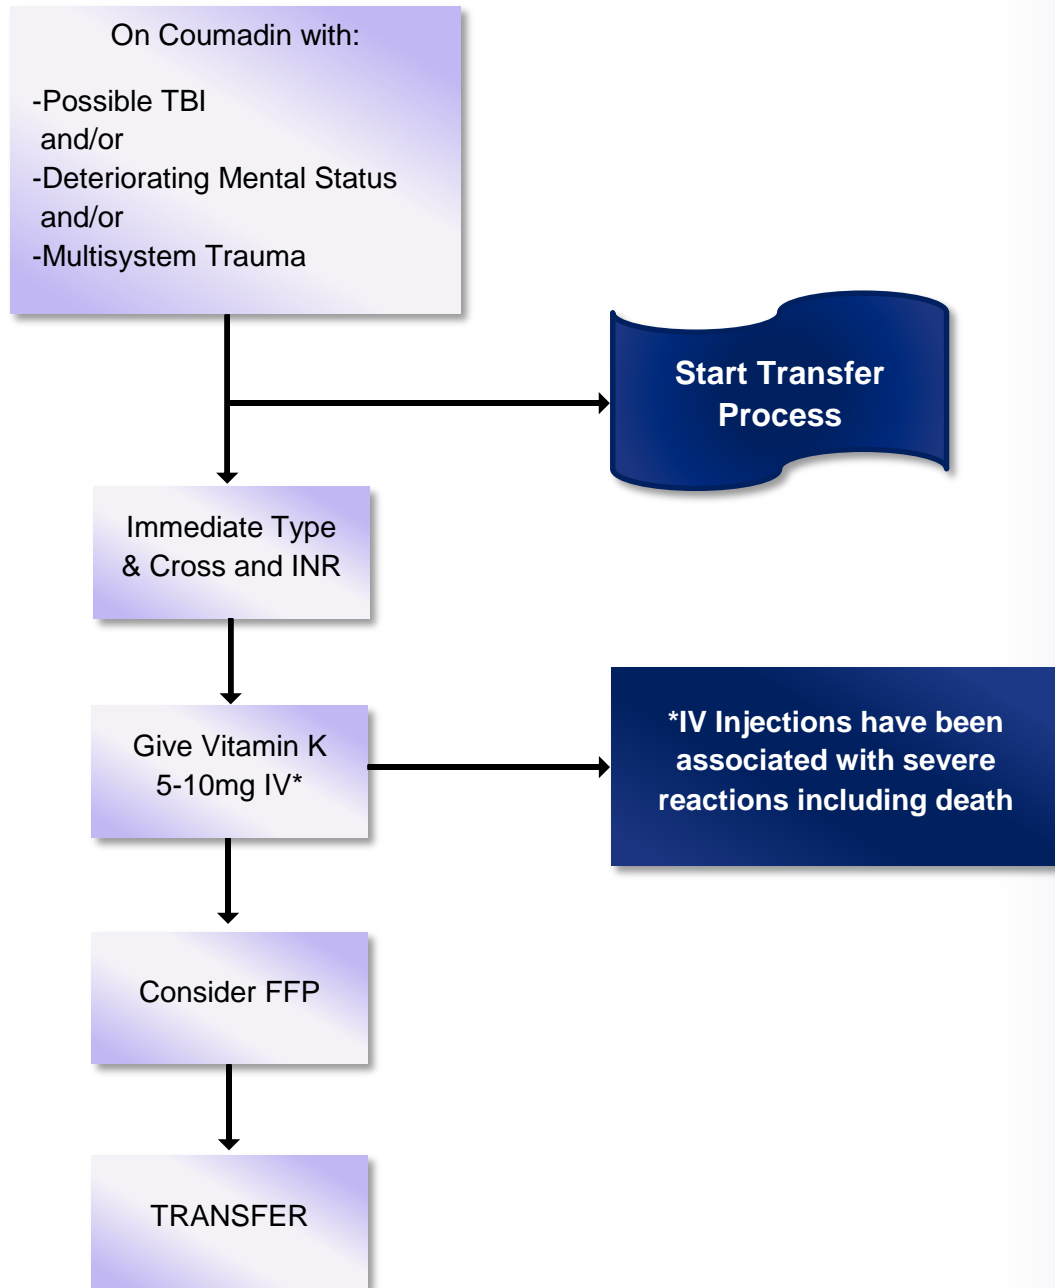 On Coumadin with:
-Possible TBI
and/or
-Deteriorating Mental Status
and/or
-Multisystem Trauma
Start Transfer
Process
Immediate Type
& Cross and INR
Give Vitamin K
5-10mg IV*
*IV Injections have been
associated with severe
reactions including death
Consider FFP
TRANSFER